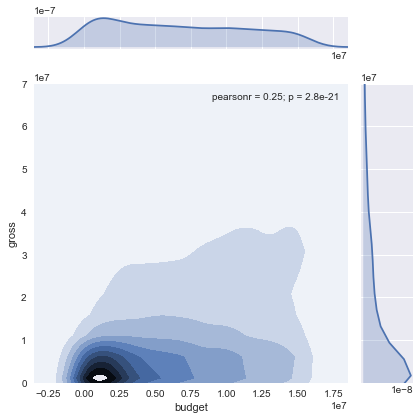 1e−7
1e7
1e7
1e7
pearsonr = 0.25; p = 2.8e-21
7
6
5
4
3
2
1
0
gross
−0.25 0.00 0.25 0.50 0.75 1.00 1.25 1.50 1.75
budget
1e7
1e−8